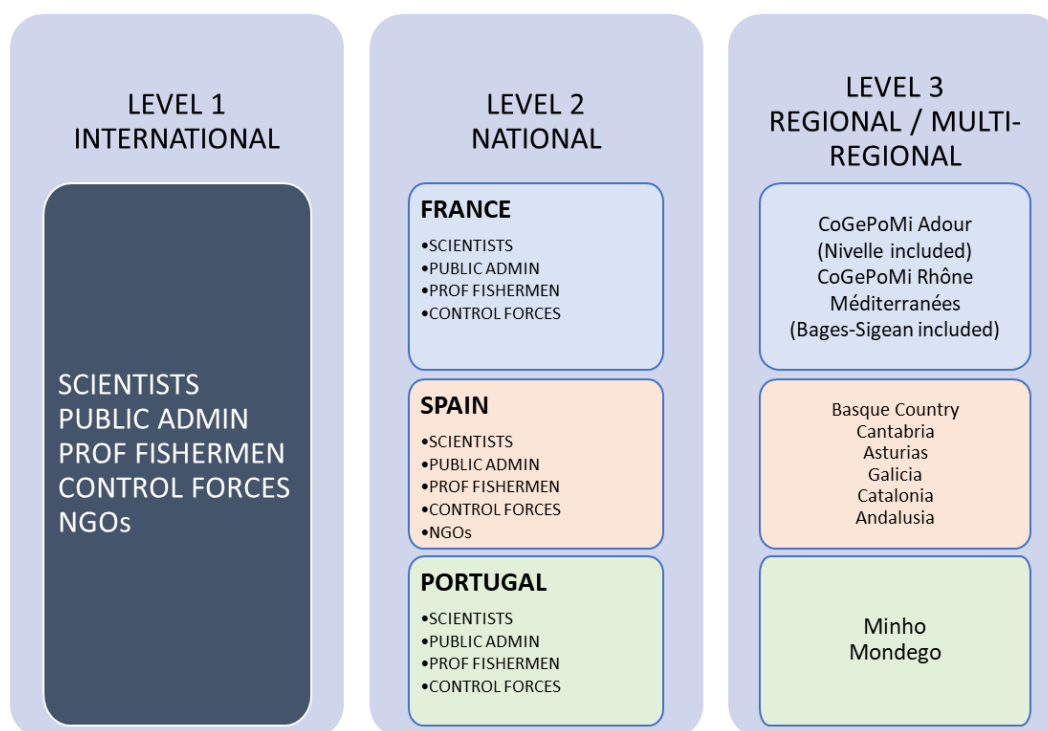 LEVEL 1
INTERNATIONAL
SCIENTISTS
PUBLIC ADMIN
PROF FISHERMEN
CONTROL FORCES
NGOs
LEVEL 2
NATIONAL
FRANCE
•SCIENTISTS
•PUBLIC ADMIN
•PROF FISHERMEN
•CONTROL FORCES
SPAIN
•SCIENTISTS
•PUBLIC ADMIN
•PROF FISHERMEN
•CONTROL FORCES
•NGOs
PORTUGAL
•SCIENTISTS
•PUBLIC ADMIN
•PROF FISHERMEN
•CONTROL FORCES
LEVEL 3
REGIONAL / MULTI-
REGIONAL
CoGePoMi Adour
(Nivelle included)
CoGePoMi Rhône
Méditerranées
(Bages-Sigean included)
Basque Country
Cantabria
Asturias
Galicia
Catalonia
Andalusia
Minho
Mondego